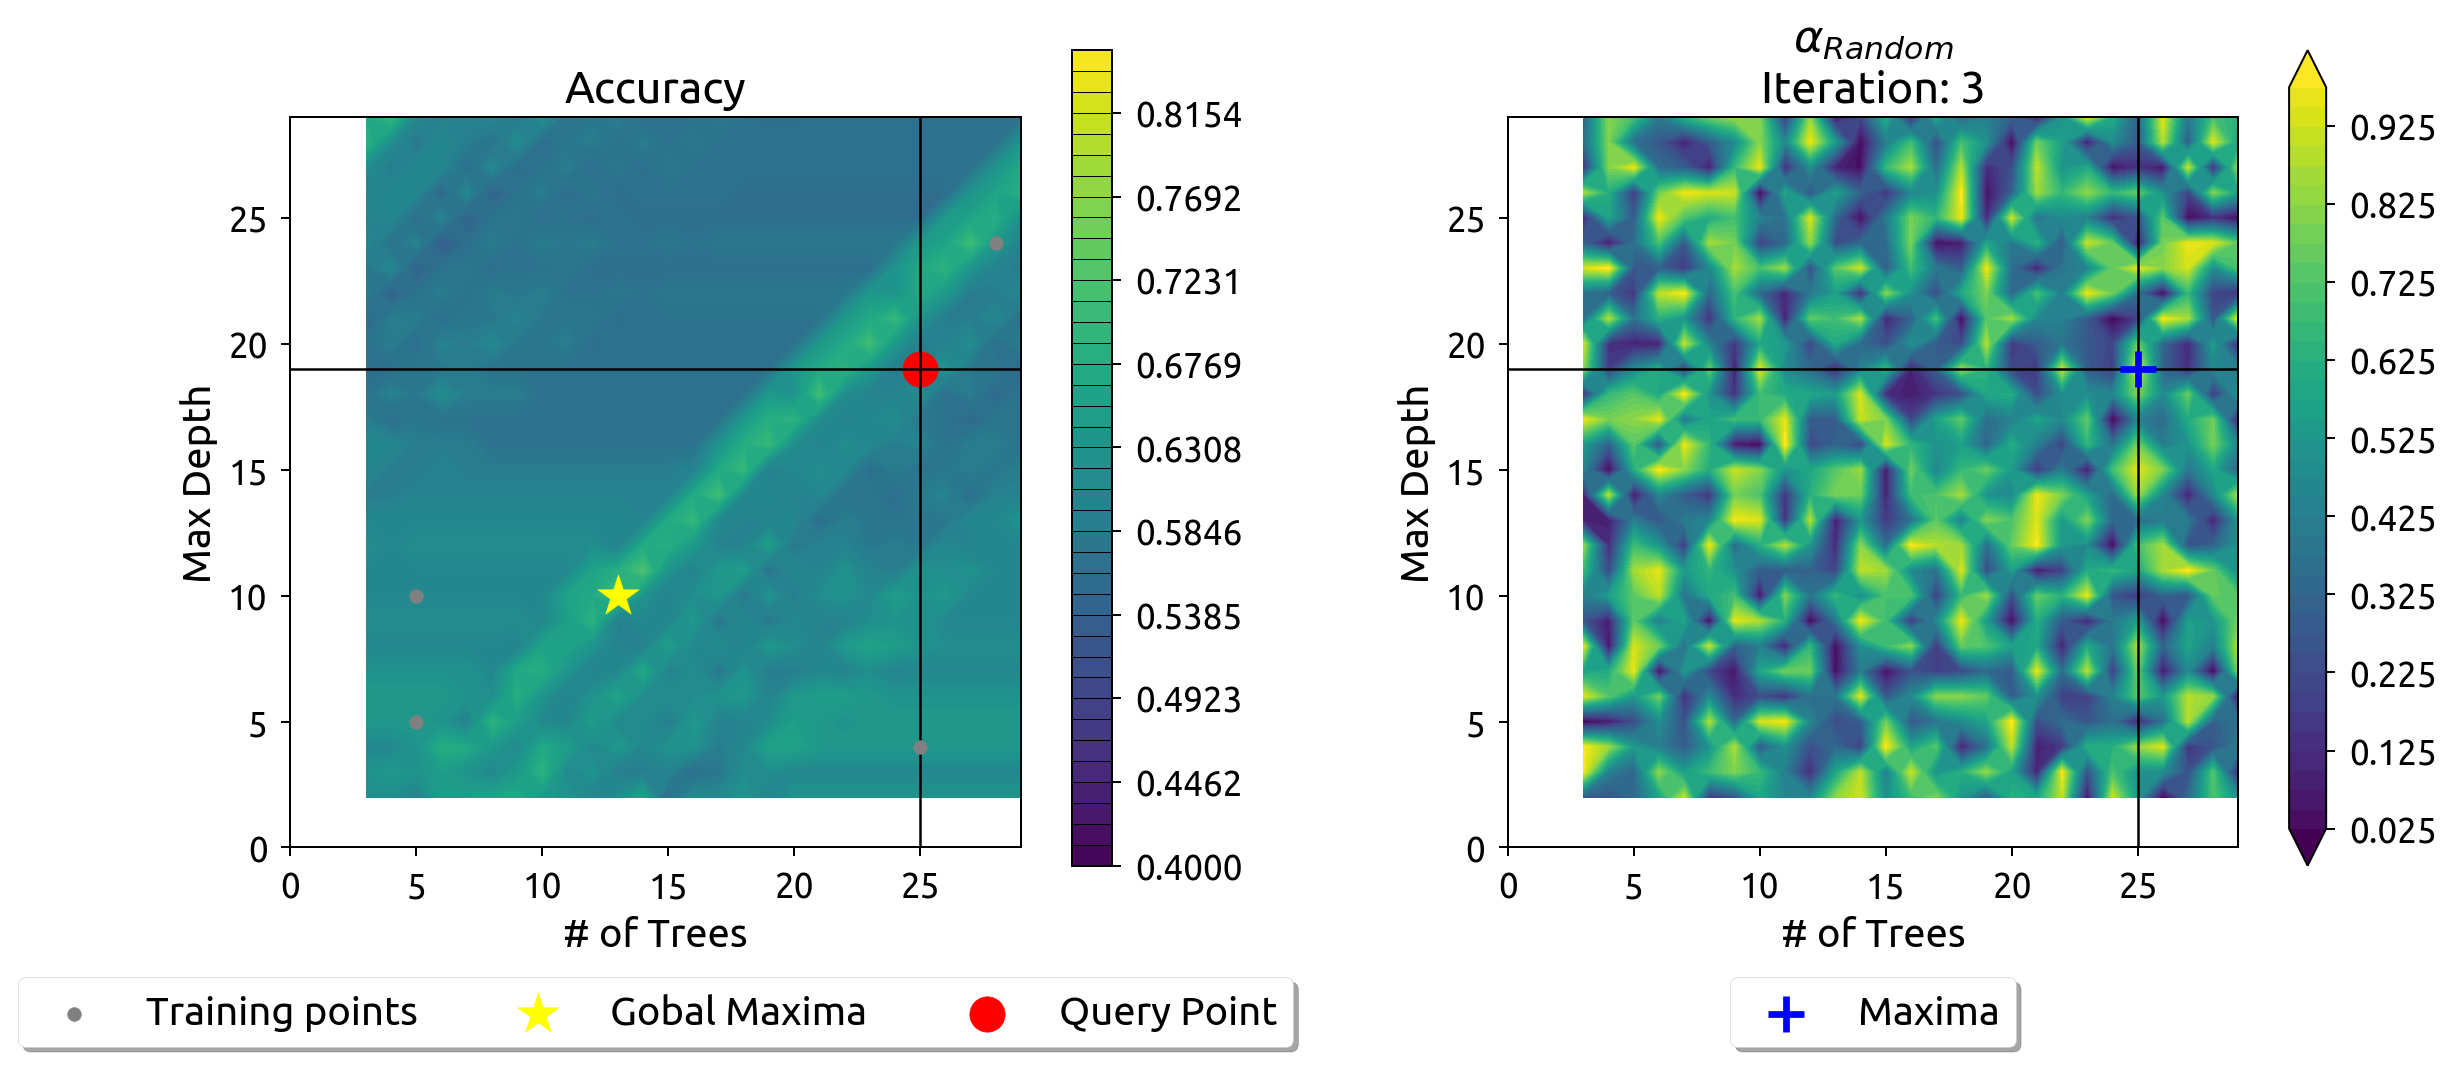 Accuracy
Max Depth
25
20
15
10
5
0
0 5 10 15 20 25
# of Trees
0.8154
0.7692
0.7231
0.6769
0.6308
0.5846
0.5385
0.4923
0.4462
0.4000
Training points Gobal Maxima Query Point
α_Random
Iteration: 3
Max Depth
25
20
15
10
5
0
0 5 10 15 20 25
# of Trees
0.925
0.825
0.725
0.625
0.525
0.425
0.325
0.225
0.125
0.025
Maxima